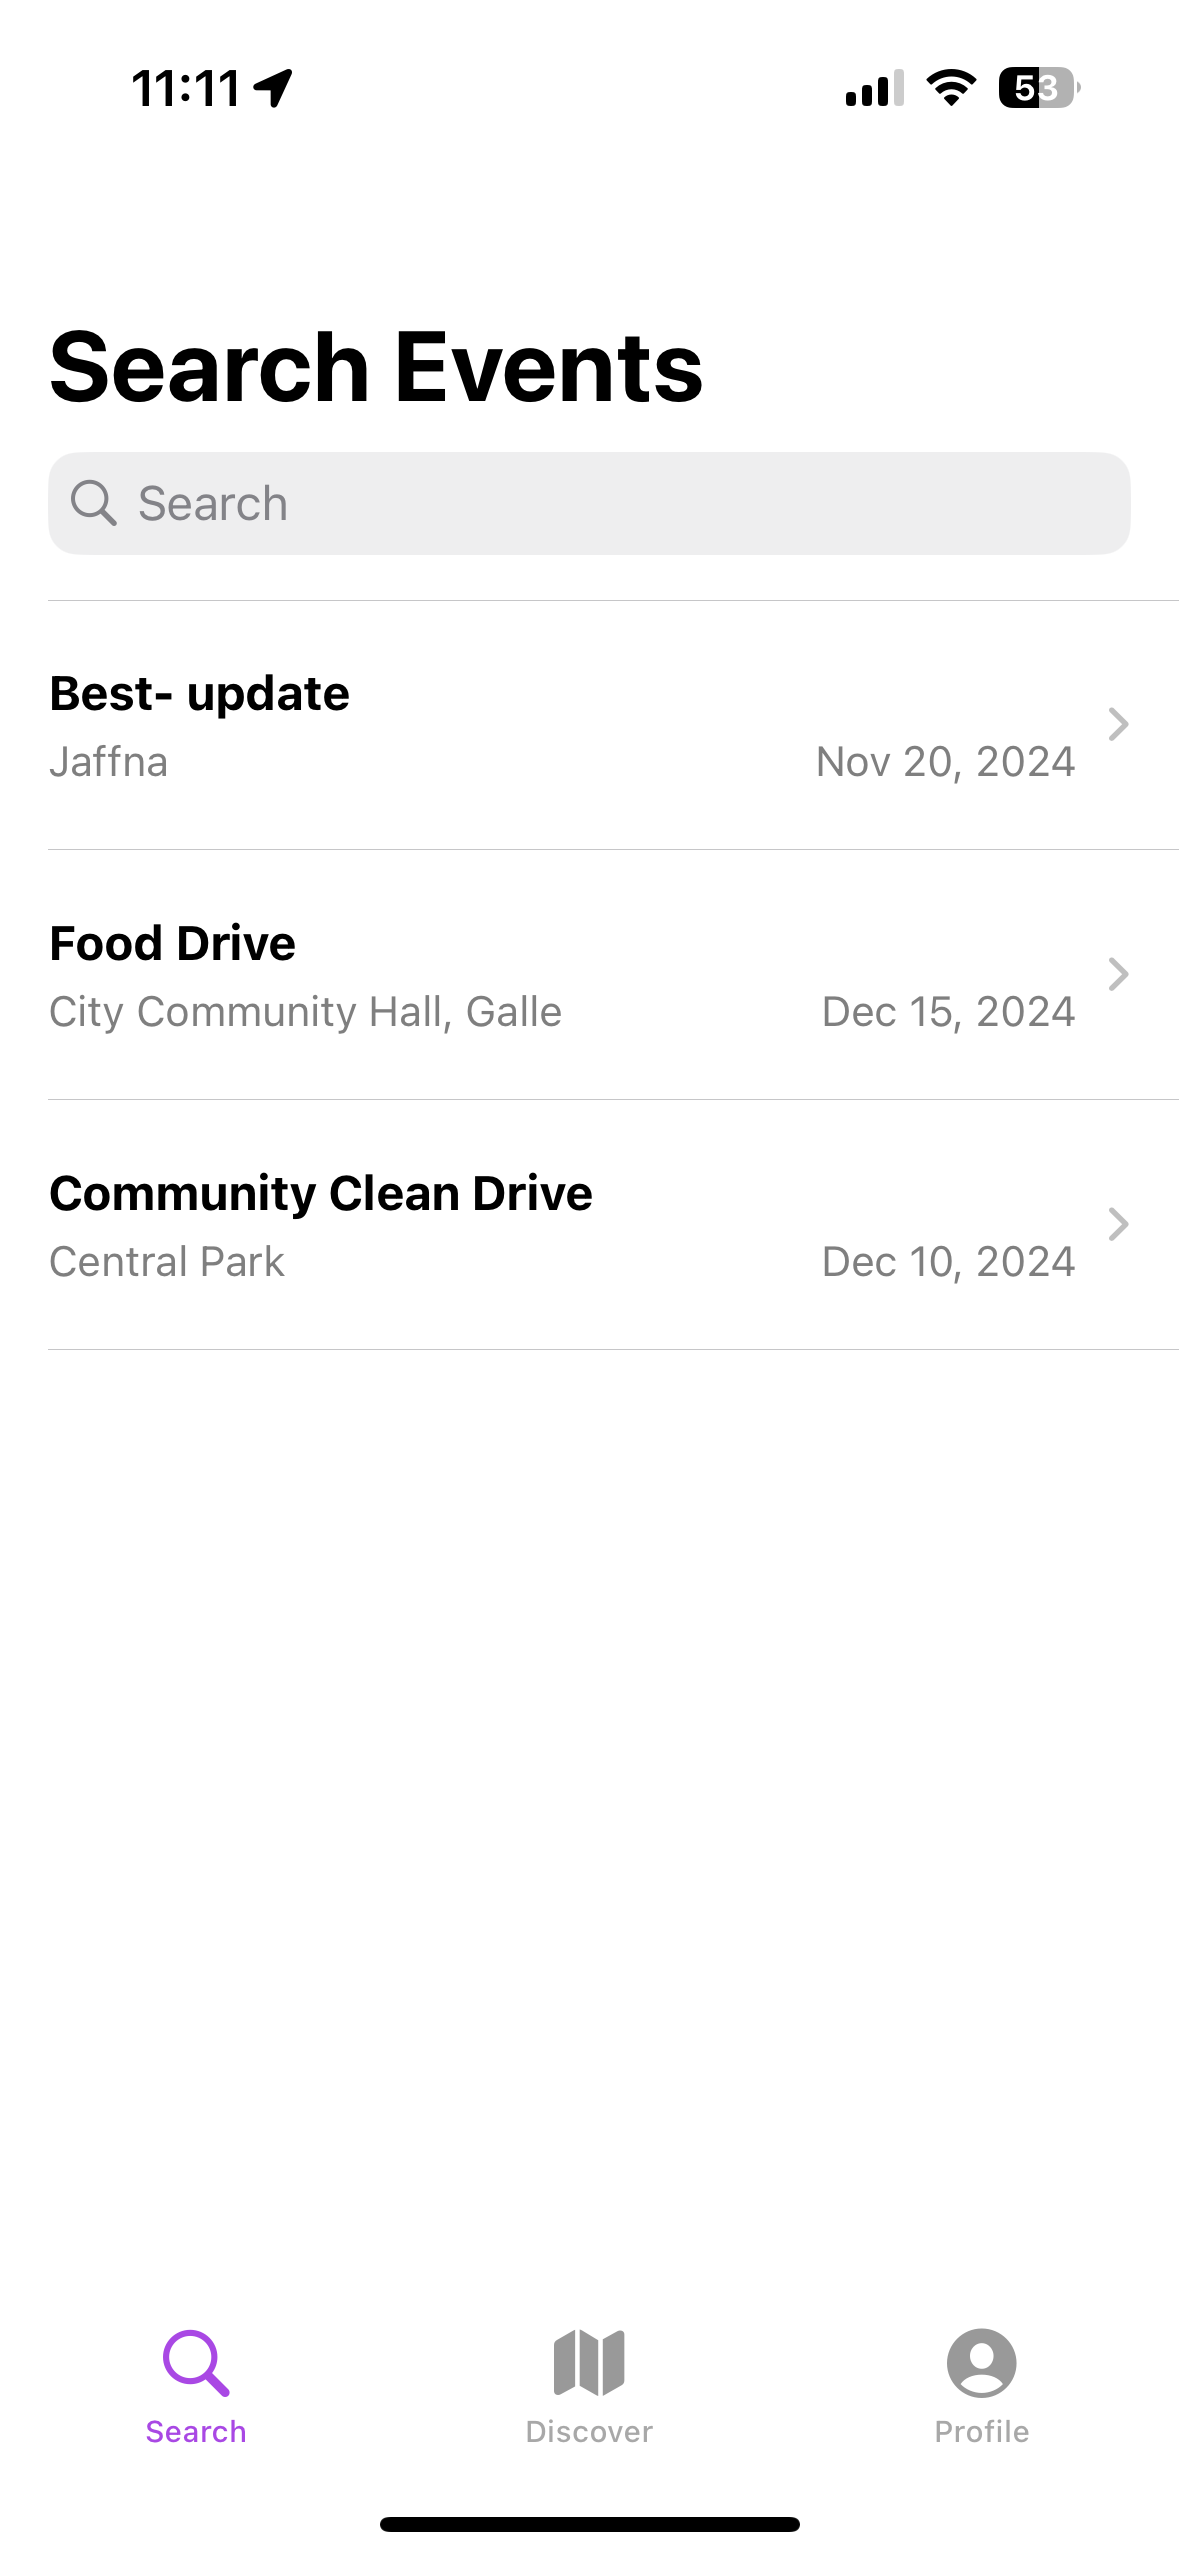 11:11
53
Search Events
Search
Best- update
Jaffna
Nov 20, 2024
Food Drive
City Community Hall, Galle
Dec 15, 2024
Community Clean Drive
Central Park
Dec 10, 2024
Search
Discover
Profile